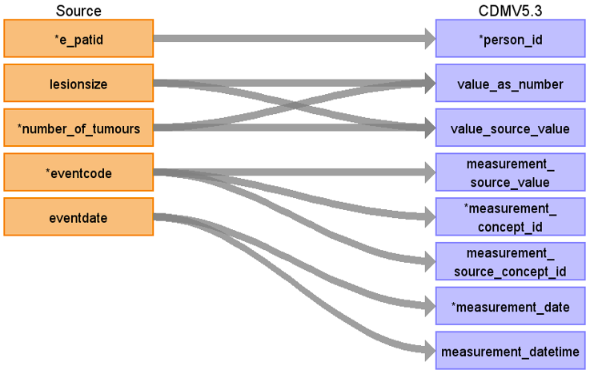 Source CDMV5.3
*e_patid *person_id
lesionsize value_as_number
*number_of_tumours value_source_value
*eventcode measurement_
source_value
eventdate *measurement_
concept_id
measurement_
source_concept_id
*measurement_date
measurement_datetime